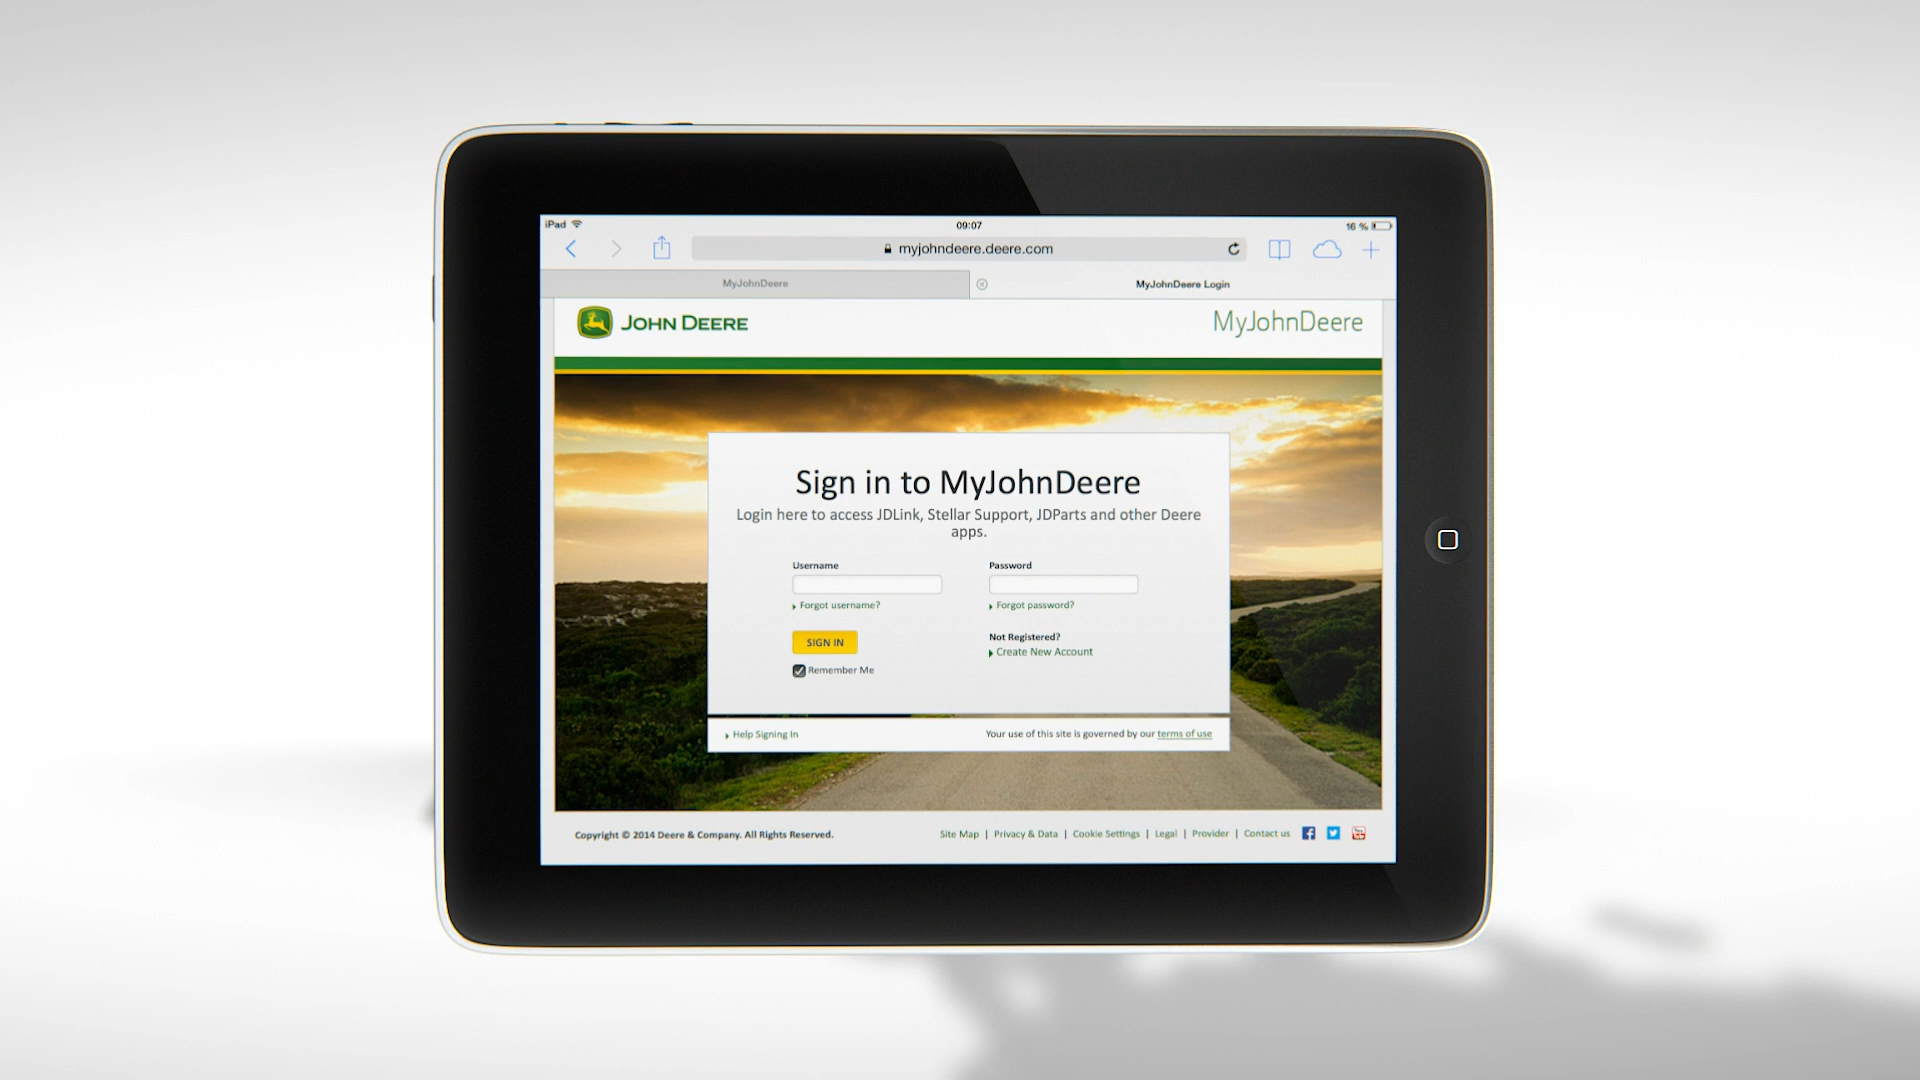 iPad
09:07
16 %
myjohndeere.deere.com
MyJohnDeere
MyJohnDeere Login
JOHN DEERE
MyJohnDeere
Sign in to MyJohnDeere
Login here to access JDLink, Stellar Support, JDParts and other Deere
apps.
Username
Password
Forgot username?
Forgot password?
SIGN IN
Not Registered?
Create New Account
Remember Me
Help Signing In
Your use of this site is governed by our terms of use
Copyright © 2014 Deere & Company. All Rights Reserved.
Site Map | Privacy & Data | Cookie Settings | Legal | Provider | Contact us